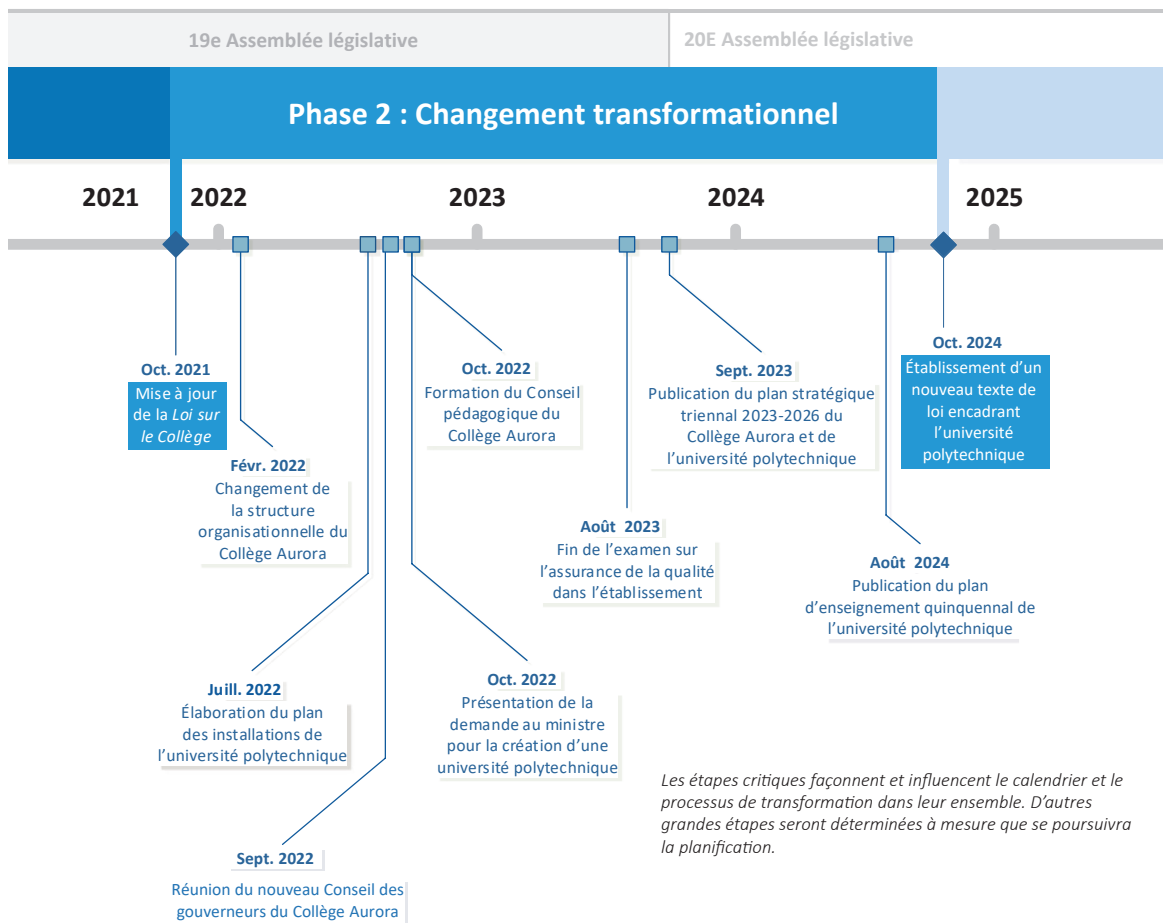 19e Assemblée législative
20E Assemblée législative
Phase 2 : Changement transformationnel
2021
2022
2023
2024
2025
Oct. 2021
Mise à jour
de la Loi sur
le Collège
Févr. 2022
Changement de
la structure
organisationnelle du
Collège Aurora
Juill. 2022
Élaboration du plan
des installations de
l’université polytechnique
Sept. 2022
Réunion du nouveau Conseil des
gouverneurs du Collège Aurora
Oct. 2022
Formation du Conseil
pédagogique du
Collège Aurora
Oct. 2022
Présentation de la
demande au ministre
pour la création d’une
université polytechnique
Août 2023
Fin de l’examen sur
l’assurance de la qualité
dans l’établissement
Sept. 2023
Publication du plan stratégique
triennal 2023-2026 du
Collège Aurora et de
l’université polytechnique
Août 2024
Publication du plan
d’enseignement quinquennal de
l’université polytechnique
Oct. 2024
Établissement d’un
nouveau texte de
loi encadrant
l’université
polytechnique
Les étapes critiques façonnent et influencent le calendrier et le
processus de transformation dans leur ensemble. D’autres
grandes étapes seront déterminées à mesure que se poursuivra
la planification.